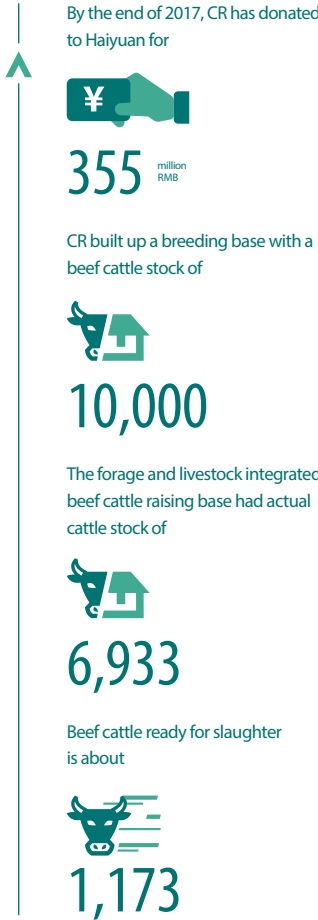 By the end of 2017, CR has donated
to Haiyuan for
¥
355 million
RMB
CR built up a breeding base with a
beef cattle stock of
10,000
The forage and livestock integrated
beef cattle raising base had actual
cattle stock of
6,933
Beef cattle ready for slaughter
is about
1,173